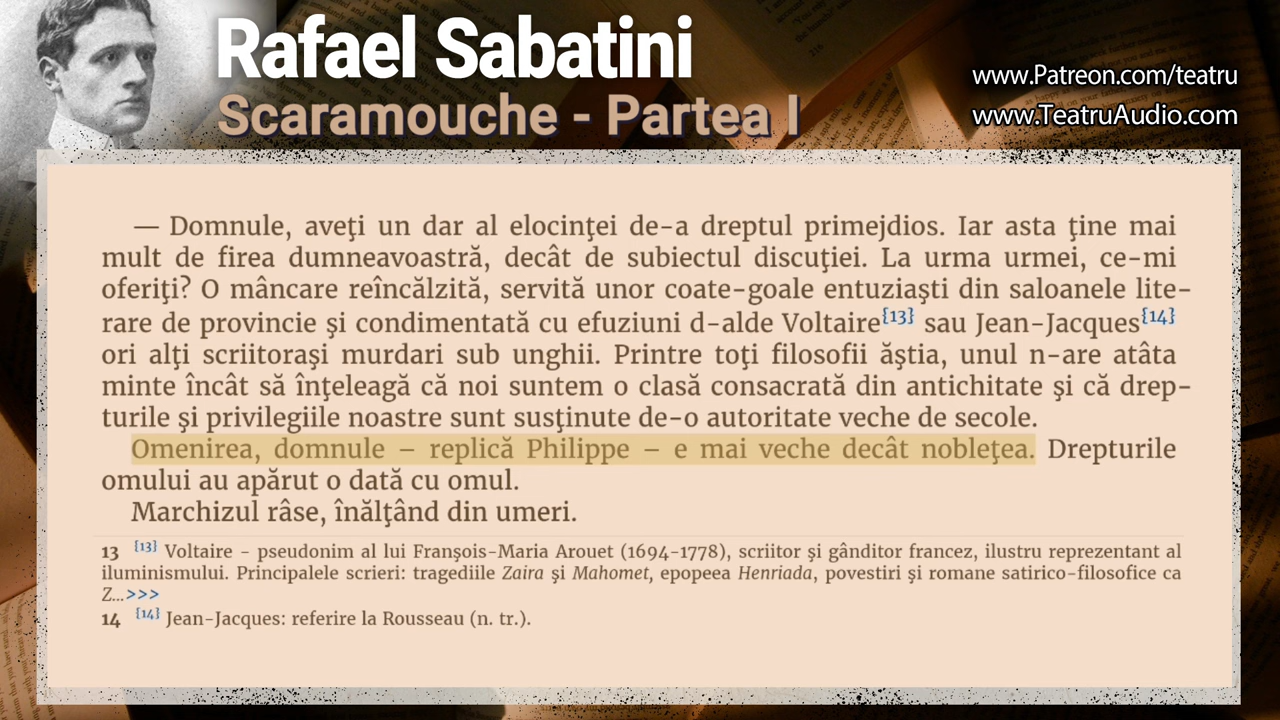 Rafael Sabatini
Scaramouche - Partea I
www.Patreon.com/teatru
www.TeatruAudio.com
— Domnule, aveţi un dar al elocinţei de-a dreptul primejdios. Iar asta ţine mai
mult de firea dumneavoastră, decât de subiectul discuţiei. La urma urmei, ce-mi
oferiţi? O mâncare reîncălzită, servită unor coate-goale entuziaşti din saloanele lite-
rare de provincie şi condimentată cu efuziuni d-alde Voltaire{13} sau Jean-Jacques{14}
ori alţi scriitoraşi murdari sub unghii. Printre toţi filosofii ăştia, unul n-are atâta
minte încât să înţeleagă că noi suntem o clasă consacrată din antichitate şi că drep-
turile şi privilegiile noastre sunt susţinute de-o autoritate veche de secole.
Omenirea, domnule – replică Philippe – e mai veche decât nobleţea. Drepturile
omului au apărut o dată cu omul.
Marchizul râse, înălţând din umeri.
13 {13} Voltaire - pseudonim al lui Franşois-Maria Arouet (1694-1778), scriitor şi gânditor francez, ilustru reprezentant al
iluminismului. Principalele scrieri: tragediile Zaira şi Mahomet, epopeea Henriada, povestiri şi romane satirico-filosofice ca
Z...>>>
14 {14} Jean-Jacques: referire la Rousseau (n. tr.).